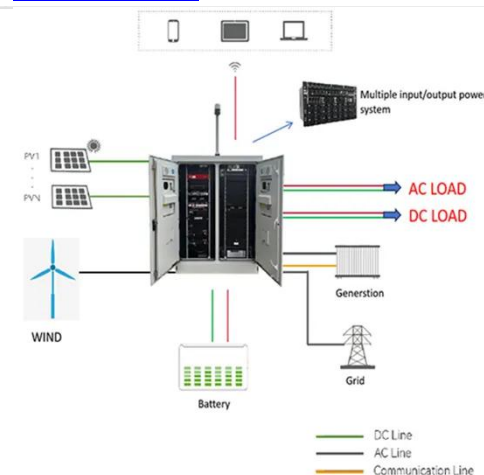 Multiple input/output power
system
PV1
PVN
AC LOAD
DC LOAD
WIND
Generstion
Grid
Battery
DC Line
AC Line
Communication Line